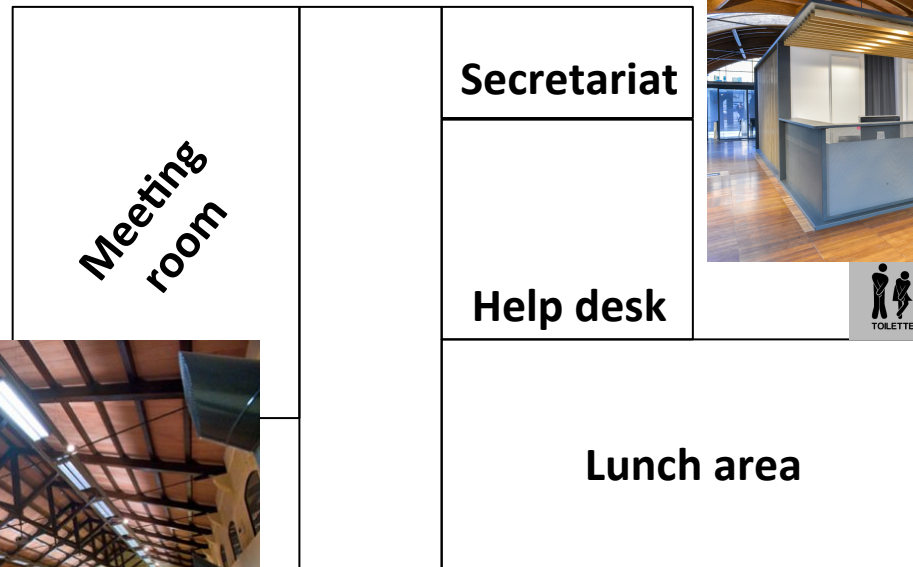 Secretariat
Meeting
room
Help desk
TOILETTE
Lunch area